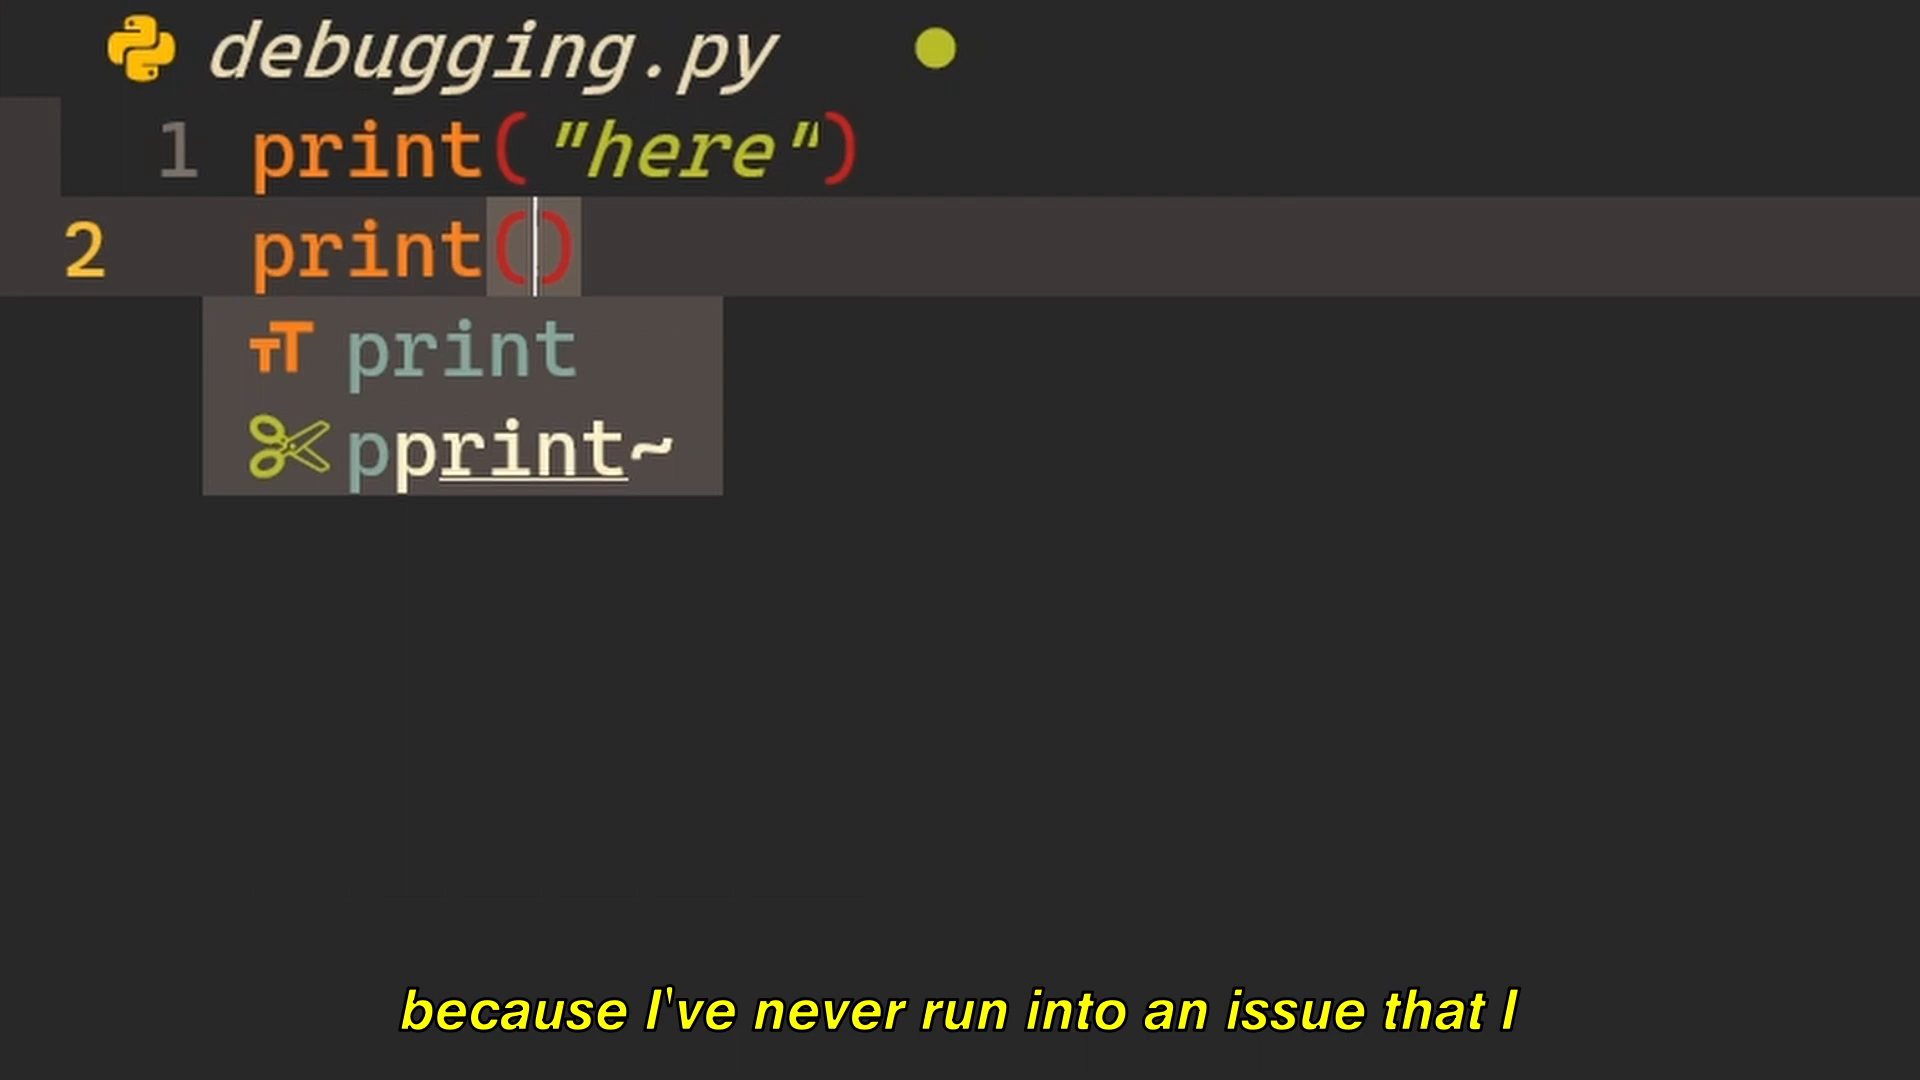 debugging.py
1 print("here")
2 print()
print
pprint~
because I've never run into an issue that I